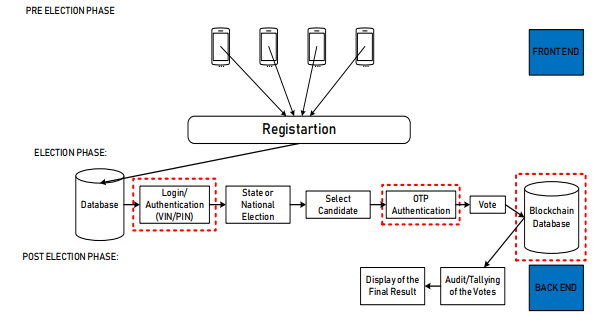 PRE ELECTION PHASE
FRONTEND
Registartion
ELECTION PHASE:
Database
Login/
Authentication
(VIN/PIN)
State or
National
Election
Select
Candidate
OTP
Authentication
Vote
Blockchain
Database
POST ELECTION PHASE:
Display of the
Final Result
Audit/Tallying
of the Votes
BACK END